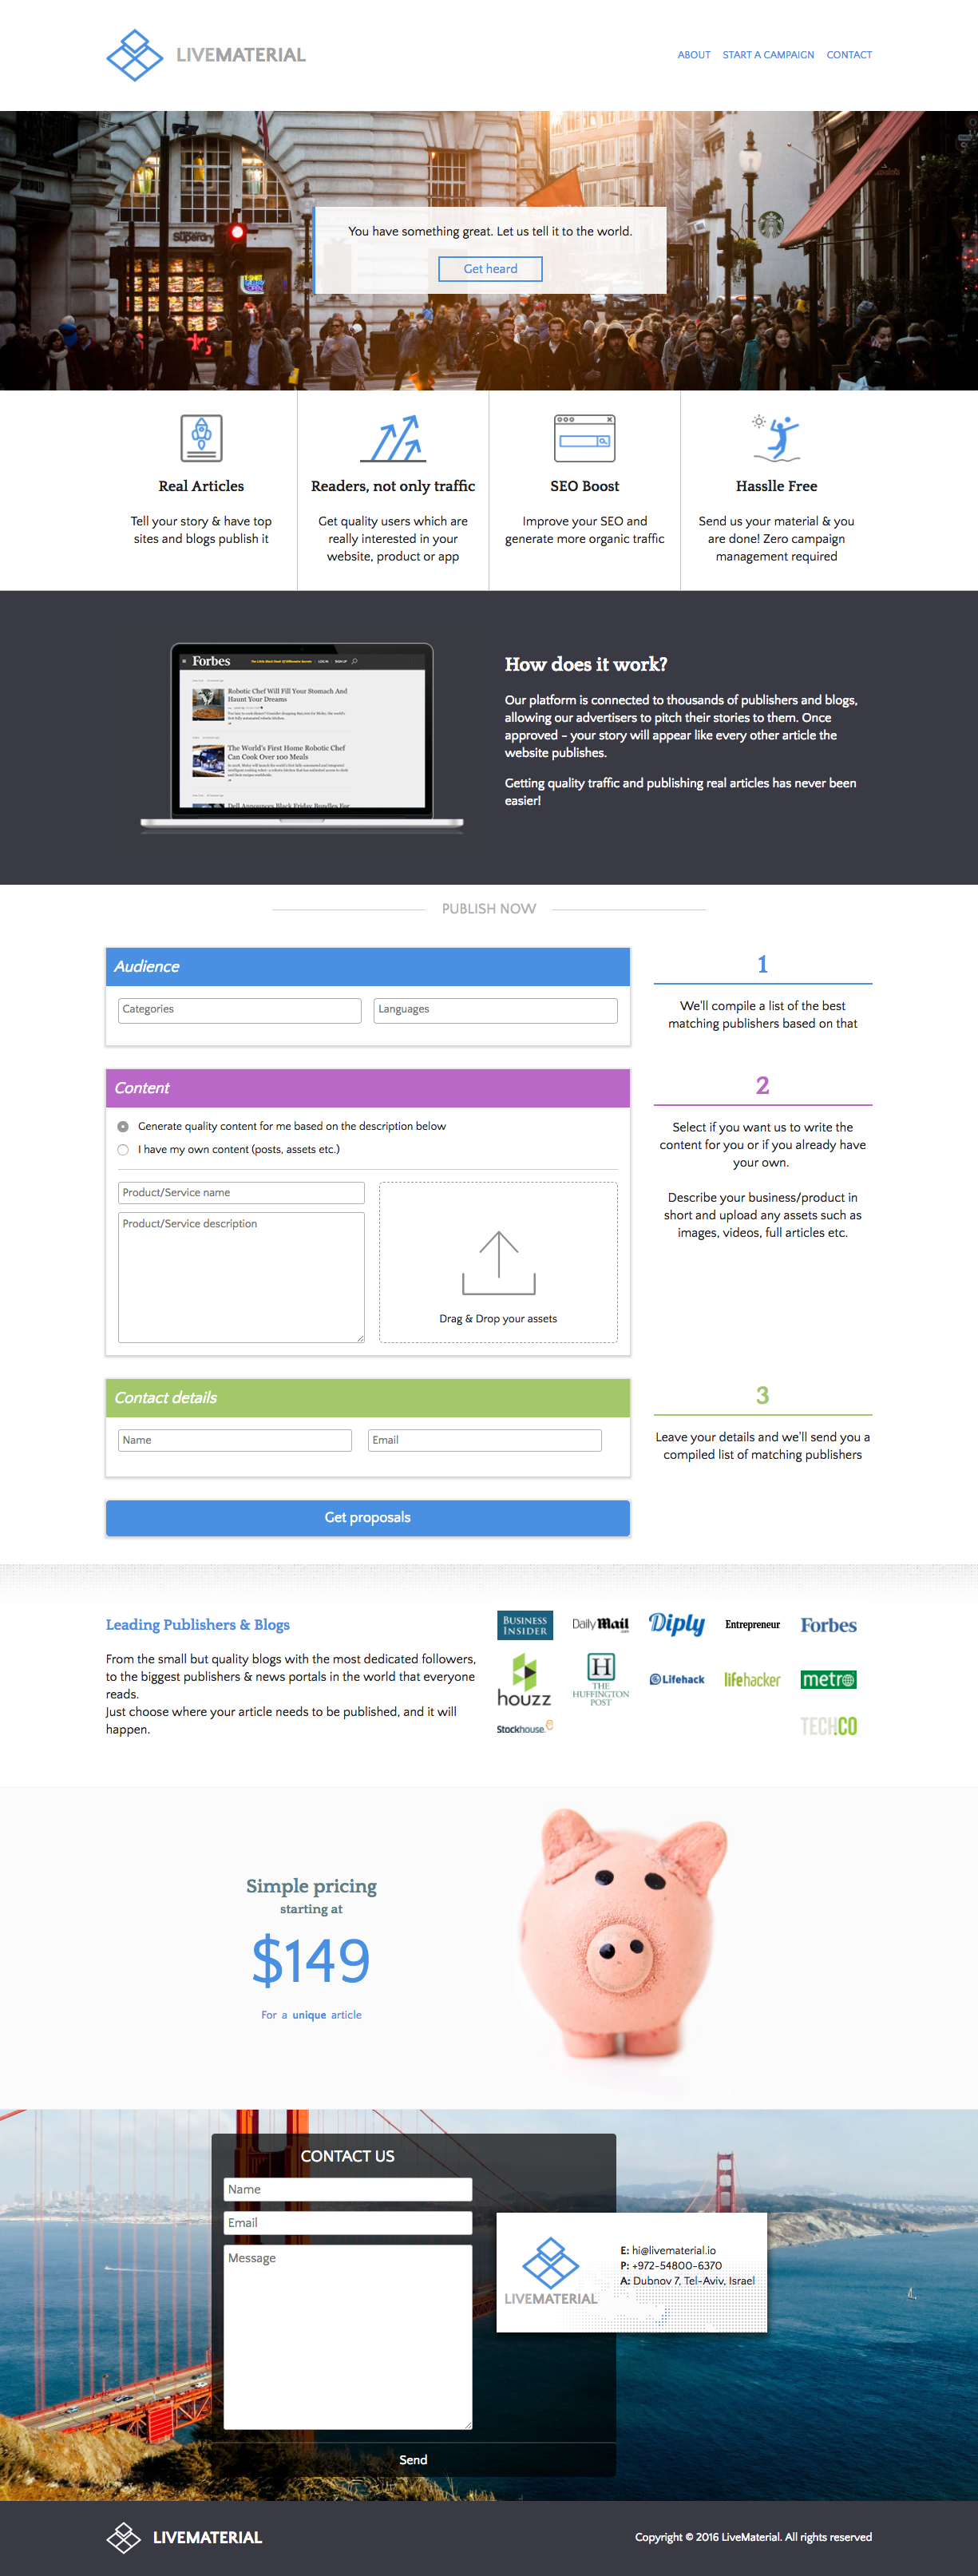 LIVEMATERIAL
ABOUT START A CAMPAIGN CONTACT
Superdry
You have something great. Let us tell it to the world.
Get heard
Real Articles
Tell your story & have top
sites and blogs publish it
Readers, not only traffic
Get quality users which are
really interested in your
website, product or app
SEO Boost
Improve your SEO and
generate more organic traffic
Hasslle Free
Send us your material & you
are done! Zero campaign
management required
Forbes
LOG IN
SIGN UP
Robotic Chef Will Fill Your Stomach And
Haunt Your Dreams
The World's First Home Robotic Chef
Can Cook Over 100 Meals
Dell Announces Black Friday Bundles For
How does it work?
Our platform is connected to thousands of publishers and blogs,
allowing our advertisers to pitch their stories to them. Once
approved - your story will appear like every other article the
website publishes.
Getting quality traffic and publishing real articles has never been
easier!
PUBLISH NOW
Audience
Categories
Languages
1
We'll compile a list of the best
matching publishers based on that
Content
Generate quality content for me based on the description below
I have my own content (posts, assets etc.)
Product/Service name
Product/Service description
Drag & Drop your assets
2
Select if you want us to write the
content for you or if you already have
your own.
Describe your business/product in
short and upload any assets such as
images, videos, full articles etc.
Contact details
Name
Email
3
Leave your details and we'll send you a
compiled list of matching publishers
Get proposals
Leading Publishers & Blogs
From the small but quality blogs with the most dedicated followers,
to the biggest publishers & news portals in the world that everyone
reads.
Just choose where your article needs to be published, and it will
happen.
BUSINESS
INSIDER
Daily Mail
.com
Diply
Entrepreneur
Forbes
houzz
H
THE
HUFFINGTON
POST
Lifehack
lifehacker
metro
Stockhouse
TECH.CO
Simple pricing
starting at
$149
For a unique article
CONTACT US
Name
Email
Message
Send
LIVEMATERIAL
E: hi@livematerial.io
P: +972-54800-6370
A: Dubnov 7, Tel-Aviv, Israel
LIVEMATERIAL
Copyright © 2016 LiveMaterial. All rights reserved